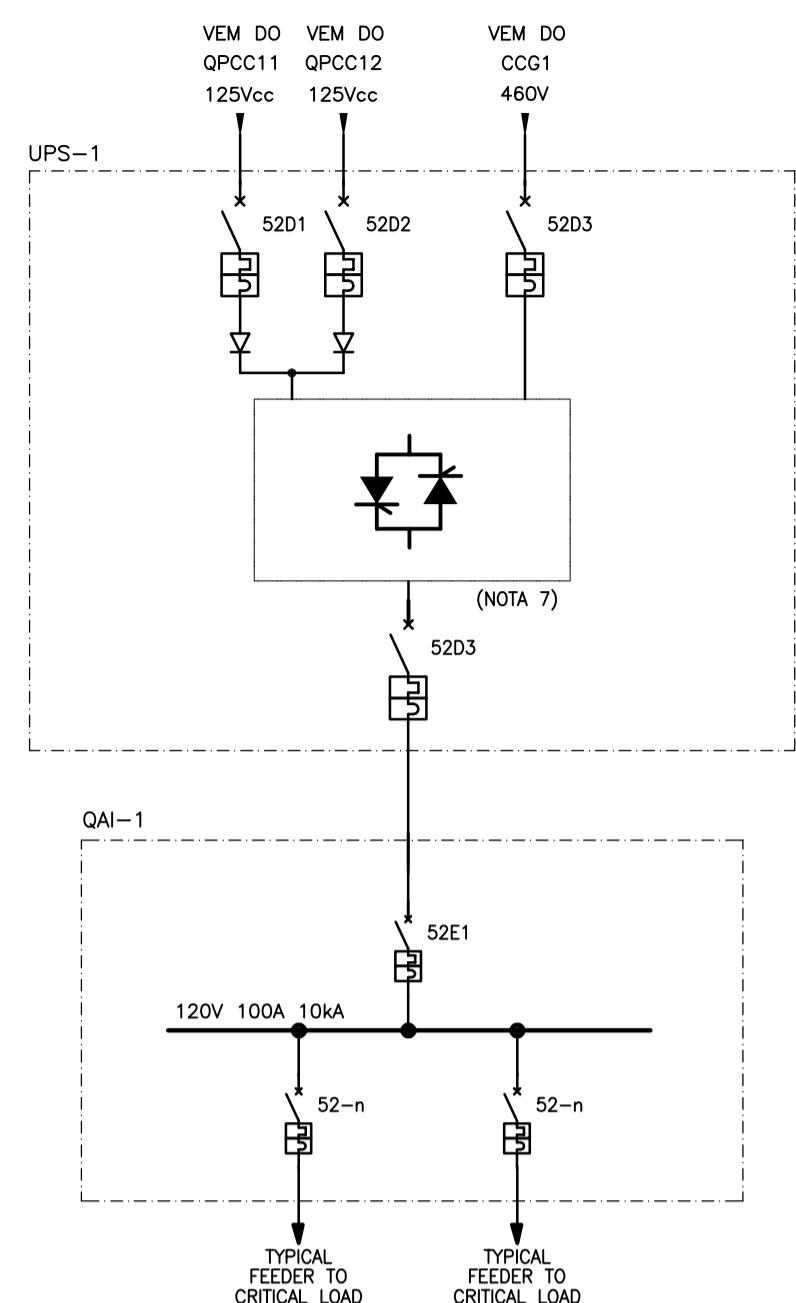 VEM DO
QPCC11
125Vcc
VEM DO
QPCC12
125Vcc
VEM DO
CCG1
460V
UPS-1
52D1
52D2
52D3
(NOTA 7)
52D3
QAI-1
52E1
120V 100A 10kA
52-n
52-n
TYPICAL
FEEDER TO
CRITICAL LOAD
TYPICAL
FEEDER TO
CRITICAL LOAD